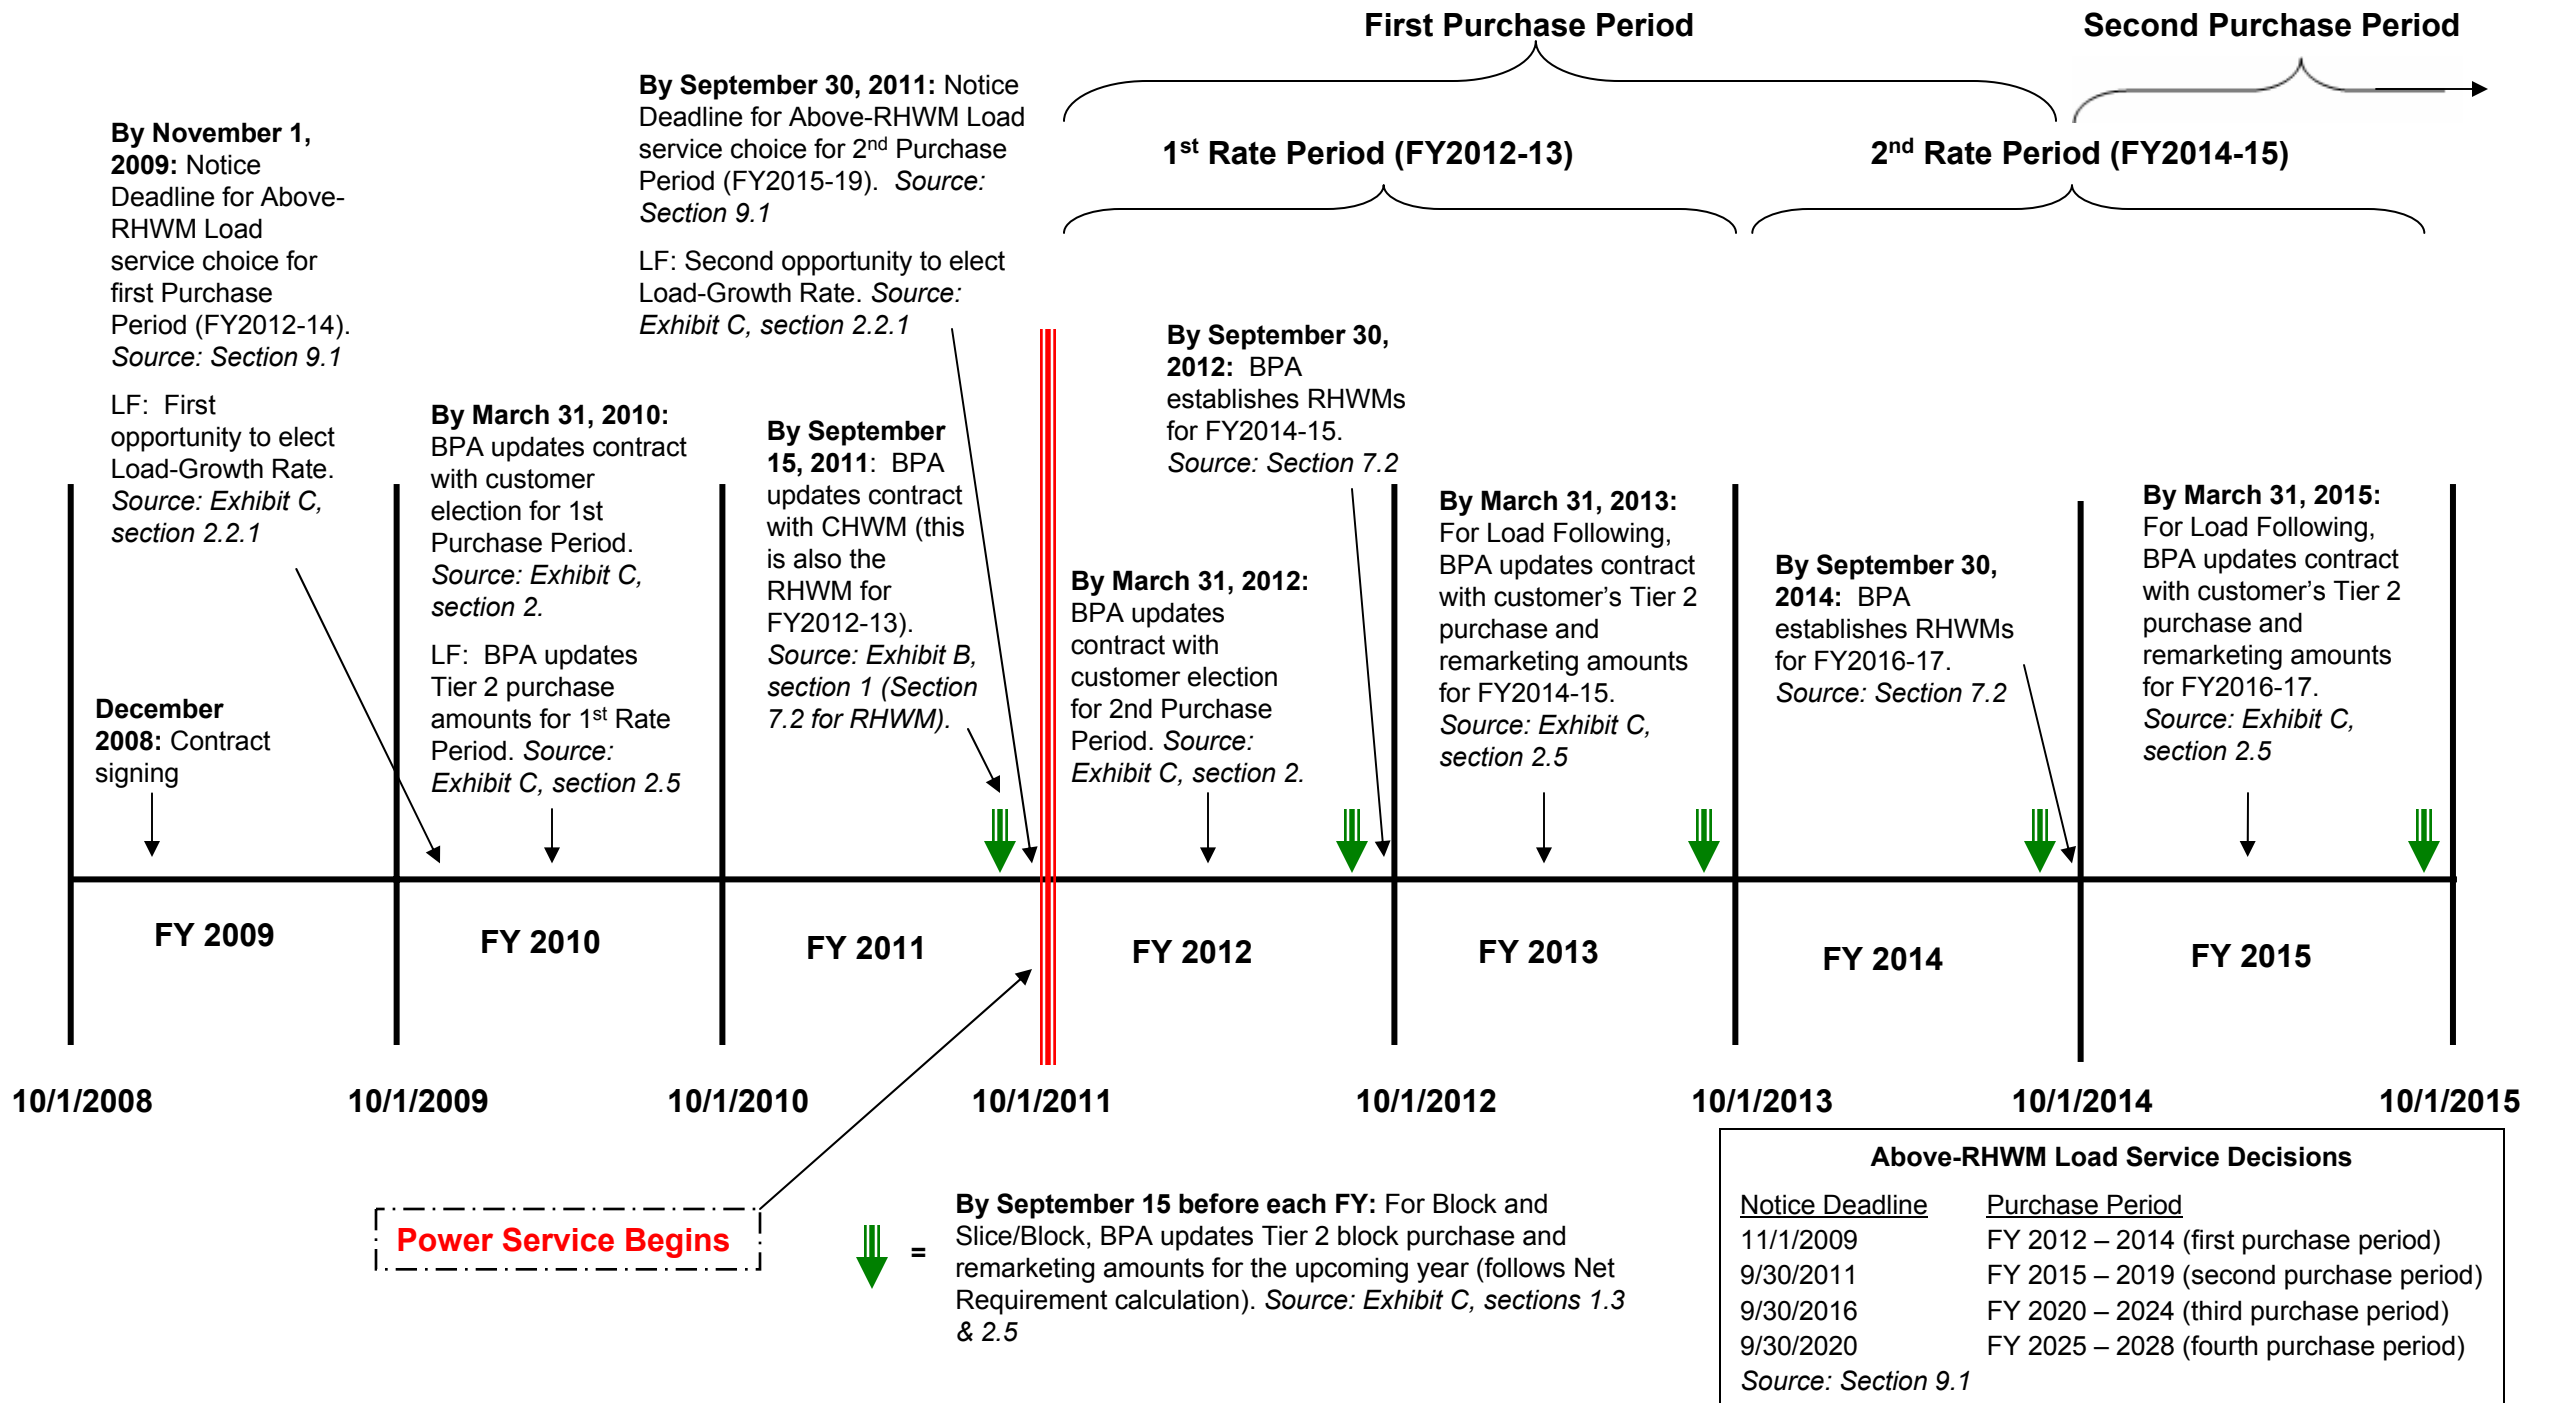 First Purchase Period
Second Purchase Period
1st Rate Period (FY2012-13)
2nd Rate Period (FY2014-15)
By November 1,
2009: Notice
Deadline for Above-
RHWM Load
service choice for
first Purchase
Period (FY2012-14).
Source: Section 9.1
LF:  First
opportunity to elect
Load-Growth Rate.
Source: Exhibit C,
section 2.2.1
December
2008: Contract
signing
By March 31, 2010:
BPA updates contract
with customer
election for 1st
Purchase Period.
Source: Exhibit C,
section 2.
LF:  BPA updates
Tier 2 purchase
amounts for 1st Rate
Period. Source:
Exhibit C, section 2.5
By September 30, 2011: Notice
Deadline for Above-RHWM Load
service choice for 2nd Purchase
Period (FY2015-19).  Source:
Section 9.1
LF: Second opportunity to elect
Load-Growth Rate. Source:
Exhibit C, section 2.2.1
By September
15, 2011:  BPA
updates contract
with CHWM (this
is also the
RHWM for
FY2012-13).
Source: Exhibit B,
section 1 (Section
7.2 for RHWM).
By March 31, 2012:
BPA updates
contract with
customer election
for 2nd Purchase
Period. Source:
Exhibit C, section 2.
By September 30,
2012:  BPA
establishes RHWMs
for FY2014-15.
Source: Section 7.2
By March 31, 2013:
For Load Following,
BPA updates contract
with customer’s Tier 2
purchase and
remarketing amounts
for FY2014-15.
Source: Exhibit C,
section 2.5
By September 30,
2014:  BPA
establishes RHWMs
for FY2016-17.
Source: Section 7.2
By March 31, 2015:
For Load Following,
BPA updates contract
with customer’s Tier 2
purchase and
remarketing amounts
for FY2016-17.
Source: Exhibit C,
section 2.5
FY 2009
FY 2010
FY 2011
FY 2012
FY 2013
FY 2014
FY 2015
10/1/2008
10/1/2009
10/1/2010
10/1/2011
10/1/2012
10/1/2013
10/1/2014
10/1/2015
Power Service Begins
=
By September 15 before each FY: For Block and
Slice/Block, BPA updates Tier 2 block purchase and
remarketing amounts for the upcoming year (follows Net
Requirement calculation). Source: Exhibit C, sections 1.3
& 2.5
Above-RHWM Load Service Decisions
Notice Deadline Purchase Period
11/1/2009 FY 2012 – 2014 (first purchase period)
9/30/2011 FY 2015 – 2019 (second purchase period)
9/30/2016 FY 2020 – 2024 (third purchase period)
9/30/2020 FY 2025 – 2028 (fourth purchase period)
Source: Section 9.1